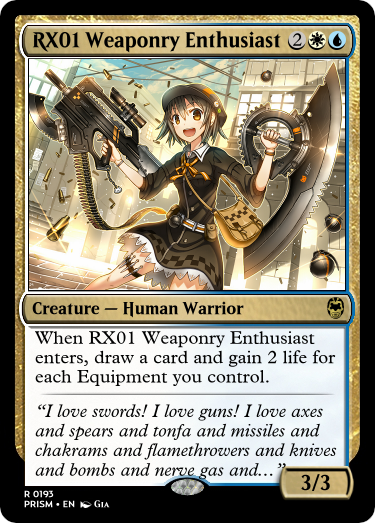 RX01 Weaponry Enthusiast 2
Creature — Human Warrior
When RX01 Weaponry Enthusiast
enters, draw a card and gain 2 life for
each Equipment you control.
“I love swords! I love guns! I love axes
and spears and tonfa and missiles and
chakrams and flamethrowers and knives
and bombs and nerve gas and…”
3/3
R 0193
PRISM • EN Gia